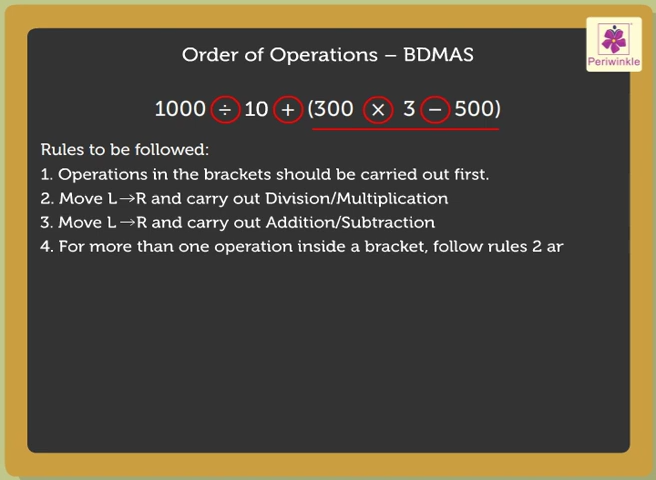 Order of Operations – BDMAS
Periwinkle
1000 ÷ 10 + (300 × 3 − 500)
Rules to be followed:
1. Operations in the brackets should be carried out first.
2. Move L→R and carry out Division/Multiplication
3. Move L→R and carry out Addition/Subtraction
4. For more than one operation inside a bracket, follow rules 2 ar